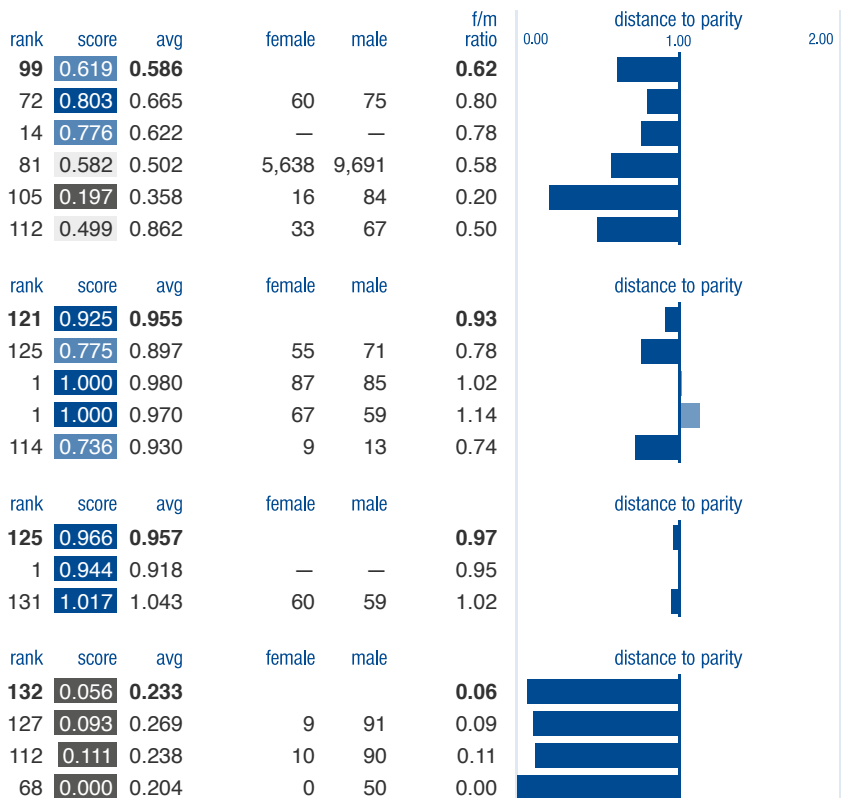 f/m distance to parity
rank score avg female male ratio 0.00 1.00 2.00
99 0.619 0.586 0.62
72 0.803 0.665 60 75 0.80
14 0.776 0.622 — — 0.78
81 0.582 0.502 5,638 9,691 0.58
105 0.197 0.358 16 84 0.20
112 0.499 0.862 33 67 0.50
rank score avg female male distance to parity
121 0.925 0.955 0.93
125 0.775 0.897 55 71 0.78
1 1.000 0.980 87 85 1.02
1 1.000 0.970 67 59 1.14
114 0.736 0.930 9 13 0.74
rank score avg female male distance to parity
125 0.966 0.957 0.97
1 0.944 0.918 — — 0.95
131 1.017 1.043 60 59 1.02
rank score avg female male distance to parity
132 0.056 0.233 0.06
127 0.093 0.269 9 91 0.09
112 0.111 0.238 10 90 0.11
68 0.000 0.204 0 50 0.00